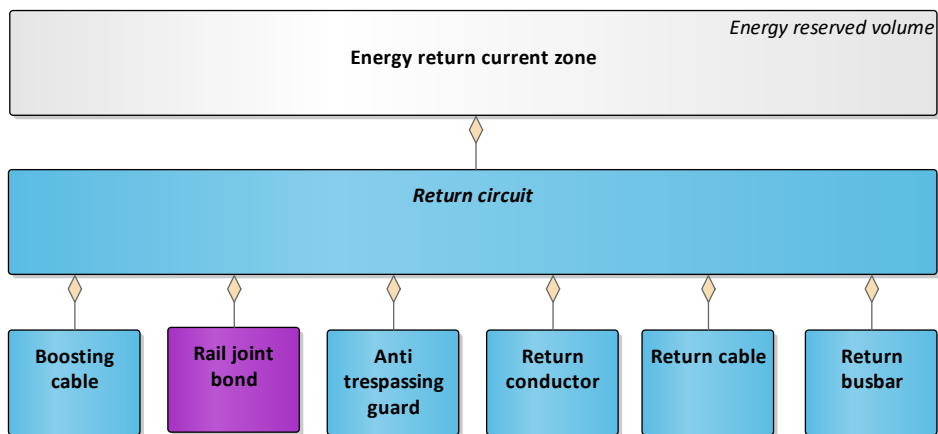 Energy reserved volume
Energy return current zone
Return circuit
Boosting
cable
Rail joint
bond
Anti
trespassing
guard
Return
conductor
Return cable
Return
busbar